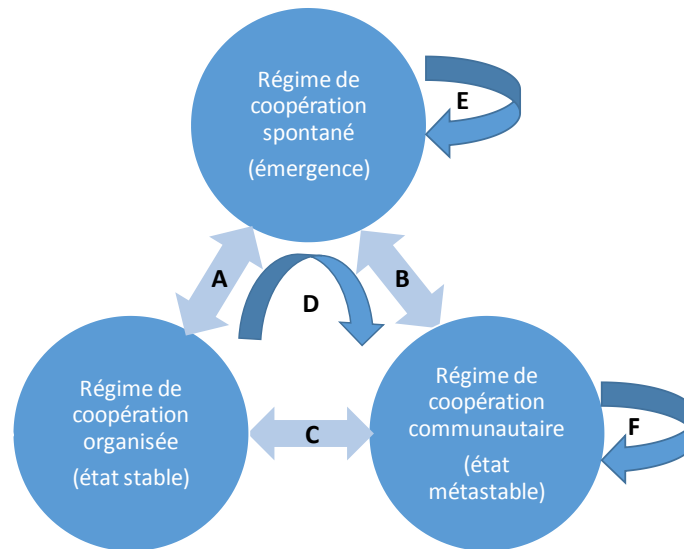 Régime de
coopération
spontané
(émergence)
E
A
B
D
Régime de
coopération
organisée
(état stable)
C
Régime de
coopération
communautaire
(état
métastable)
F